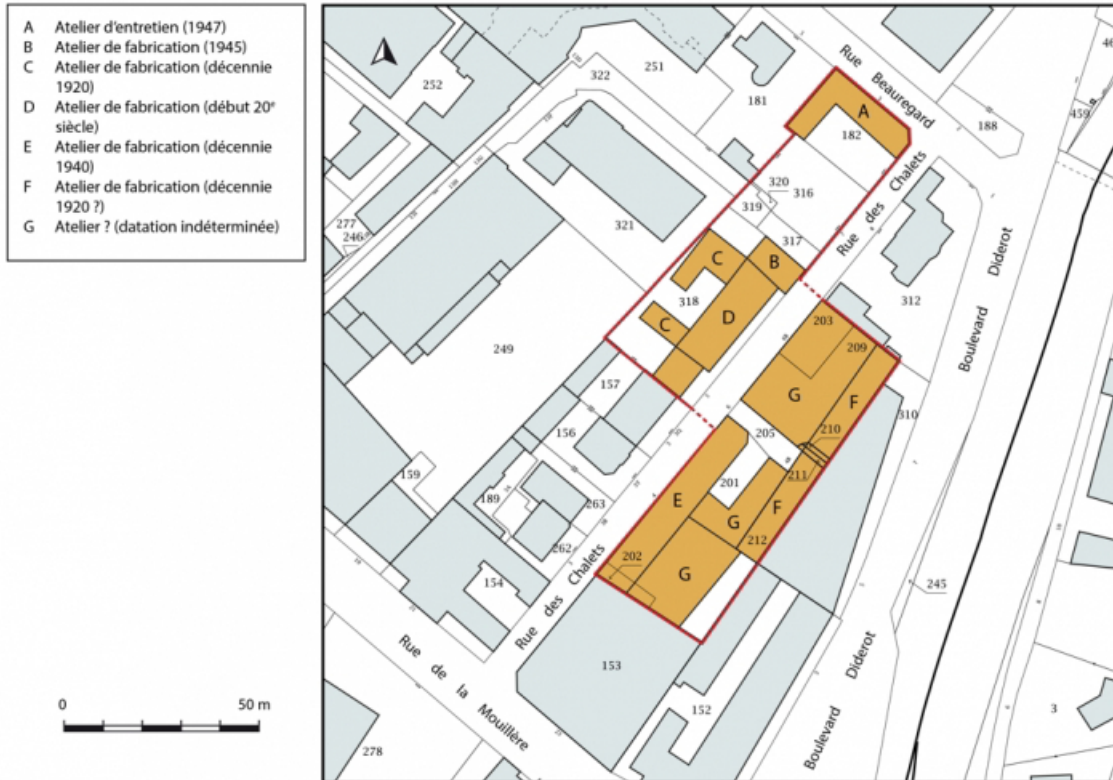 A Atelier d'entretien (1947)
B Atelier de fabrication (1945)
C Atelier de fabrication (décennie
1920)
D Atelier de fabrication (début 20e
siècle)
E Atelier de fabrication (décennie
1940)
F Atelier de fabrication (décennie
1920 ?)
G Atelier ? (datation indéterminée)
0 50 m
252
322
251
181
Rue Beauregard
188
459
A
182
277
246
321
320
316
319
317
Rue des Chalets
312
Boulevard Diderot
C
B
318
D
C
249
203
209
G
F
310
157
156
205
210
211
159
189
263
262
201
E
G
F
212
202
G
154
245
Rue des Chalets
153
Rue de la Mouillère
152
Boulevard Diderot
3
278